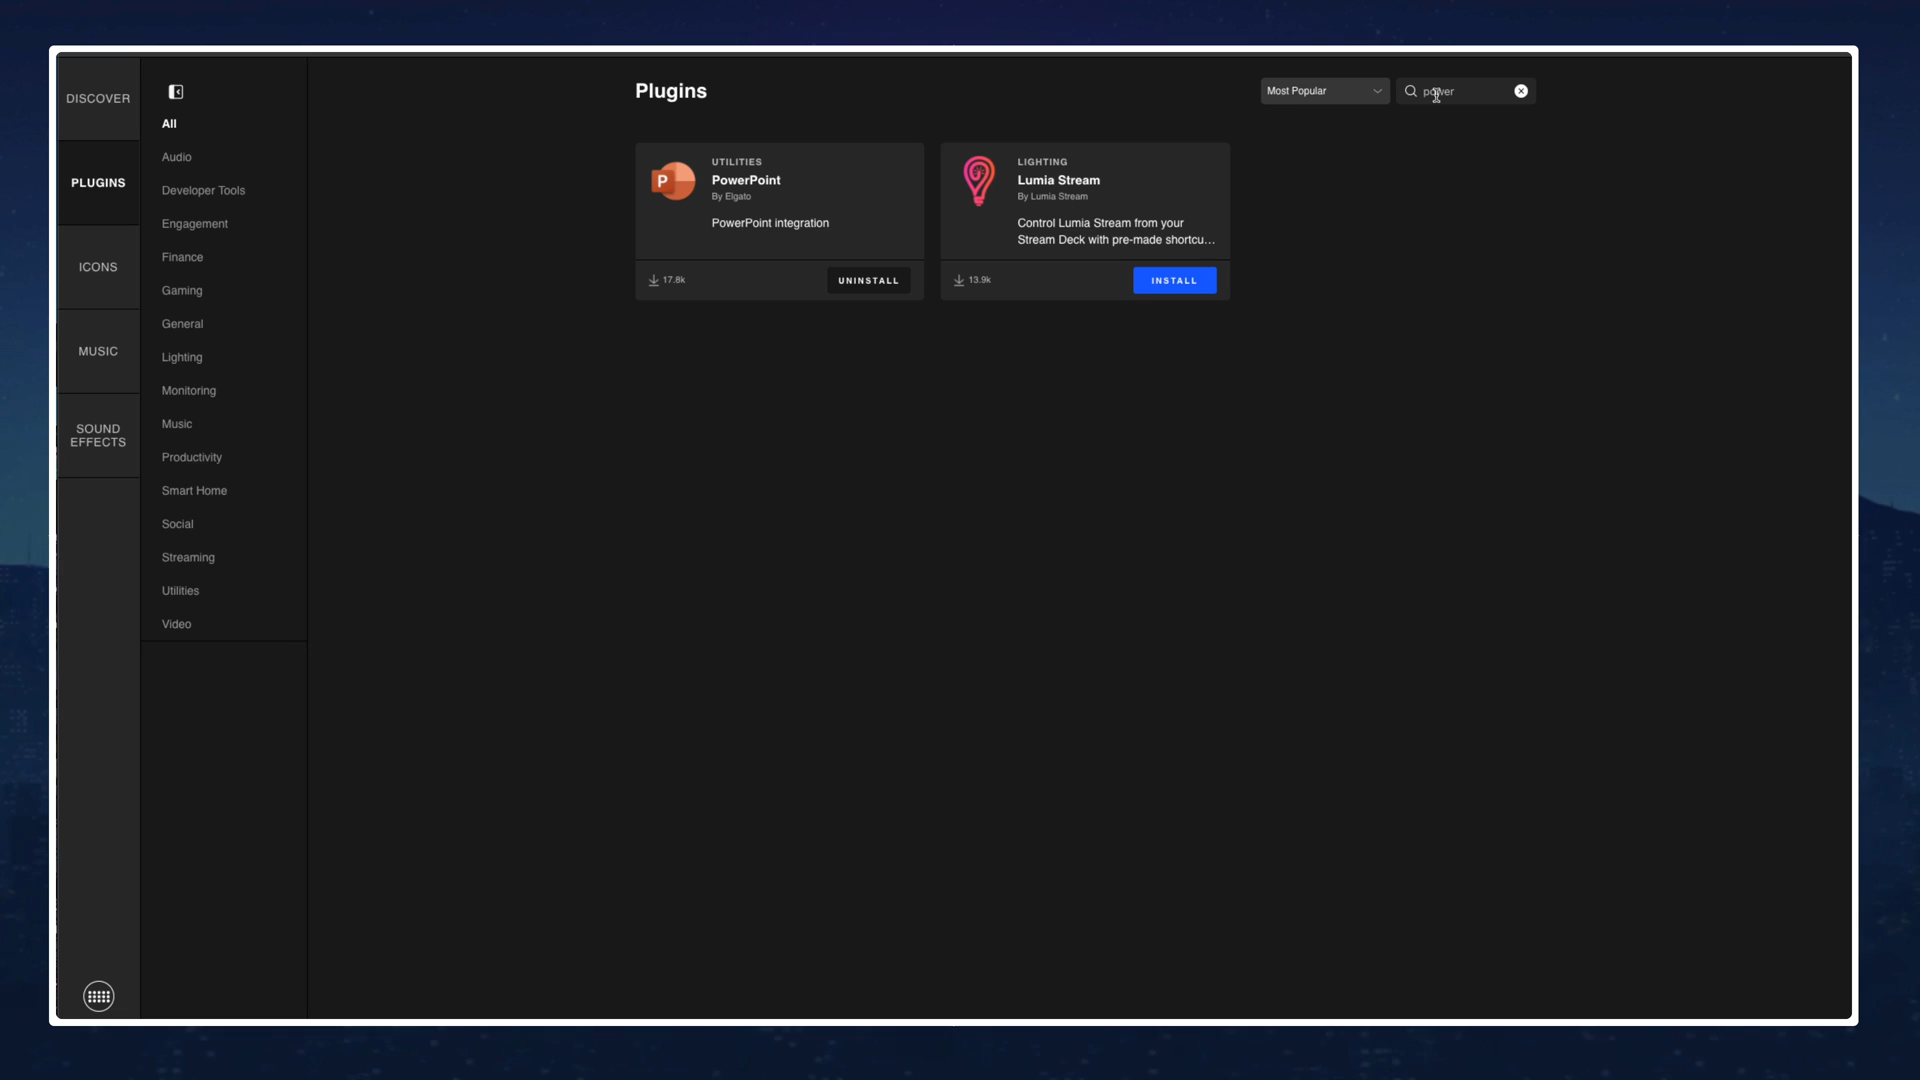 DISCOVER
PLUGINS
ICONS
MUSIC
SOUND
EFFECTS
All
Audio
Developer Tools
Engagement
Finance
Gaming
General
Lighting
Monitoring
Music
Productivity
Smart Home
Social
Streaming
Utilities
Video
Plugins
Most Popular
power
P
UTILITIES
PowerPoint
By Elgato
PowerPoint integration
17.8k
UNINSTALL
LIGHTING
Lumia Stream
By Lumia Stream
Control Lumia Stream from your
Stream Deck with pre-made shortcu...
13.9k
INSTALL